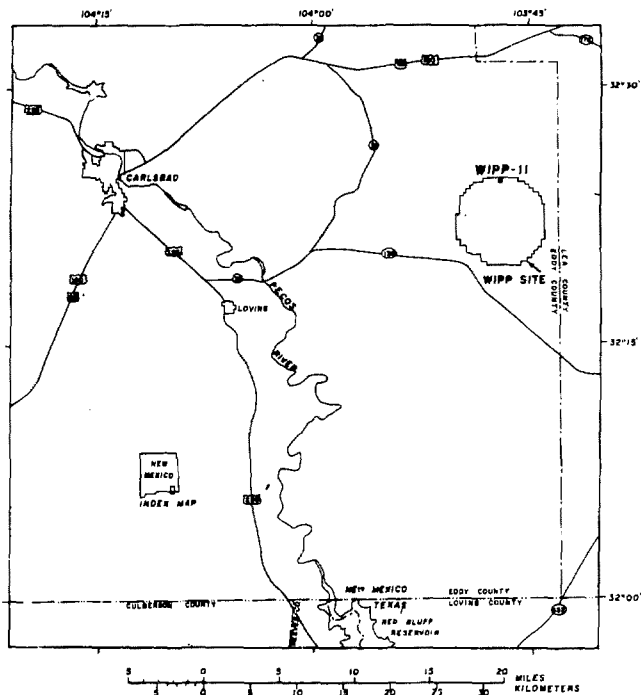 104°15'
104°00'
103°45'
32°30'
WIPP-11
CARLSBAD
LEA COUNTY
EDDY COUNTY
WIPP SITE
PECOS
LOVING
32°15'
RIVER
NEW
MEXICO
INDEX MAP
NEW MEXICO
EDDY COUNTY
32°00'
CULBERSON COUNTY
TEXAS
LOVING COUNTY
RED BLUFF
RESERVOIR
5 0 5 10 15 20 MILES
5 0 5 10 15 20 25 30 KILOMETERS